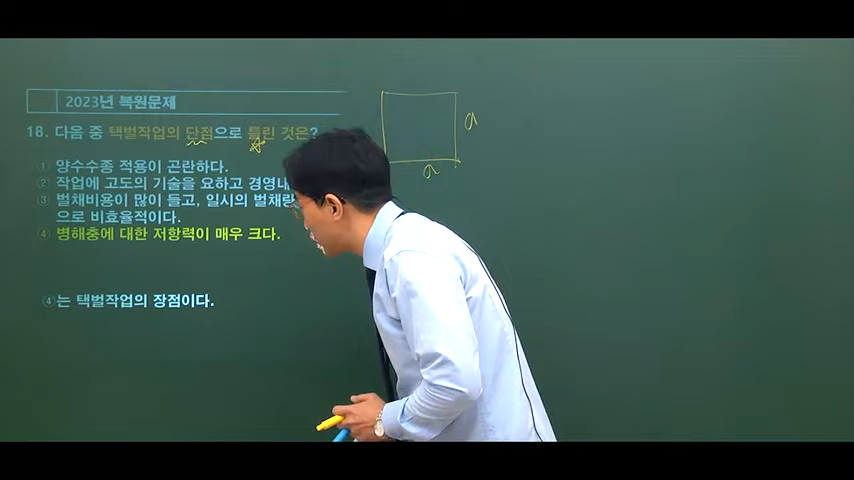 2023년 복원문제
18. 다음 중 택벌작업의 단점으로 틀린 것은?
① 양수수종 적용이 곤란하다.
② 작업에 고도의 기술을 요하고 경영내
③ 벌채비용이 많이 들고, 일시의 벌채량
으로 비효율적이다.
④ 병해충에 대한 저항력이 매우 크다.
④는 택벌작업의 장점이다.
a
a